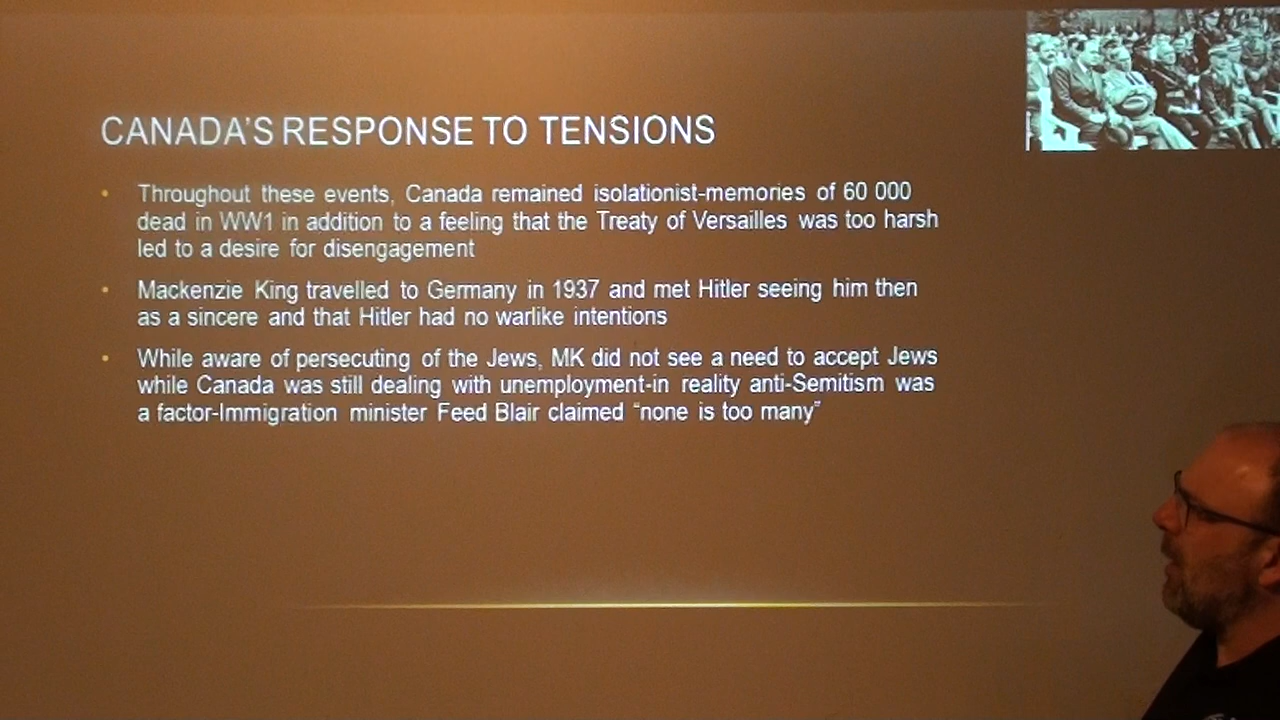 CANADA'S RESPONSE TO TENSIONS
• Throughout these events, Canada remained isolationist-memories of 60 000
dead in WW1 in addition to a feeling that the Treaty of Versailles was too harsh
led to a desire for disengagement
• Mackenzie King travelled to Germany in 1937 and met Hitler seeing him then
as a sincere and that Hitler had no warlike intentions
• While aware of persecuting of the Jews, MK did not see a need to accept Jews
while Canada was still dealing with unemployment-in reality anti-Semitism was
a factor-Immigration minister Feed Blair claimed “none is too many”